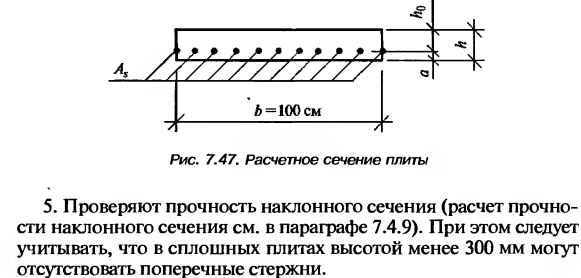 h₀
h
a
Aₛ
b = 100 см
Рис. 7.47. Расчетное сечение плиты
5. Проверяют прочность наклонного сечения (расчет прочно-
сти наклонного сечения см. в параграфе 7.4.9). При этом следует
учитывать, что в сплошных плитах высотой менее 300 мм могут
отсутствовать поперечные стержни.